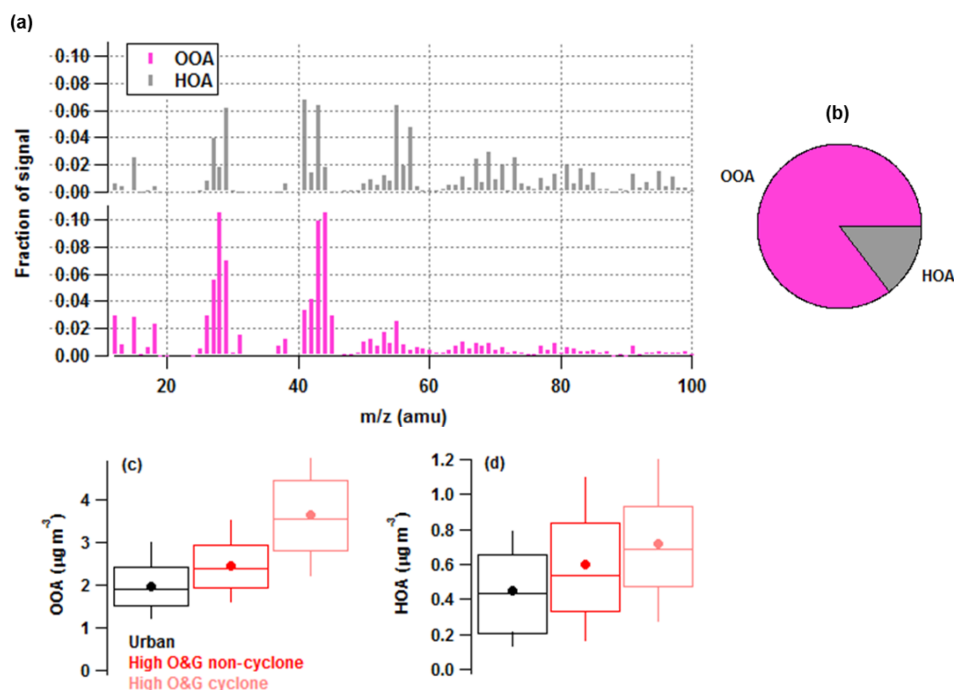 (a)
0.10
0.08
0.06
0.04
0.02
0.00
OOA
HOA
Fraction of signal
0.10
0.08
0.06
0.04
0.02
0.00
20
40
60
80
100
m/z (amu)
(b)
OOA
HOA
(c)
OOA (µg m⁻³)
4
3
2
1
0
Urban
High O&G non-cyclone
High O&G cyclone
(d)
HOA (µg m⁻³)
1.2
1.0
0.8
0.6
0.4
0.2
0.0